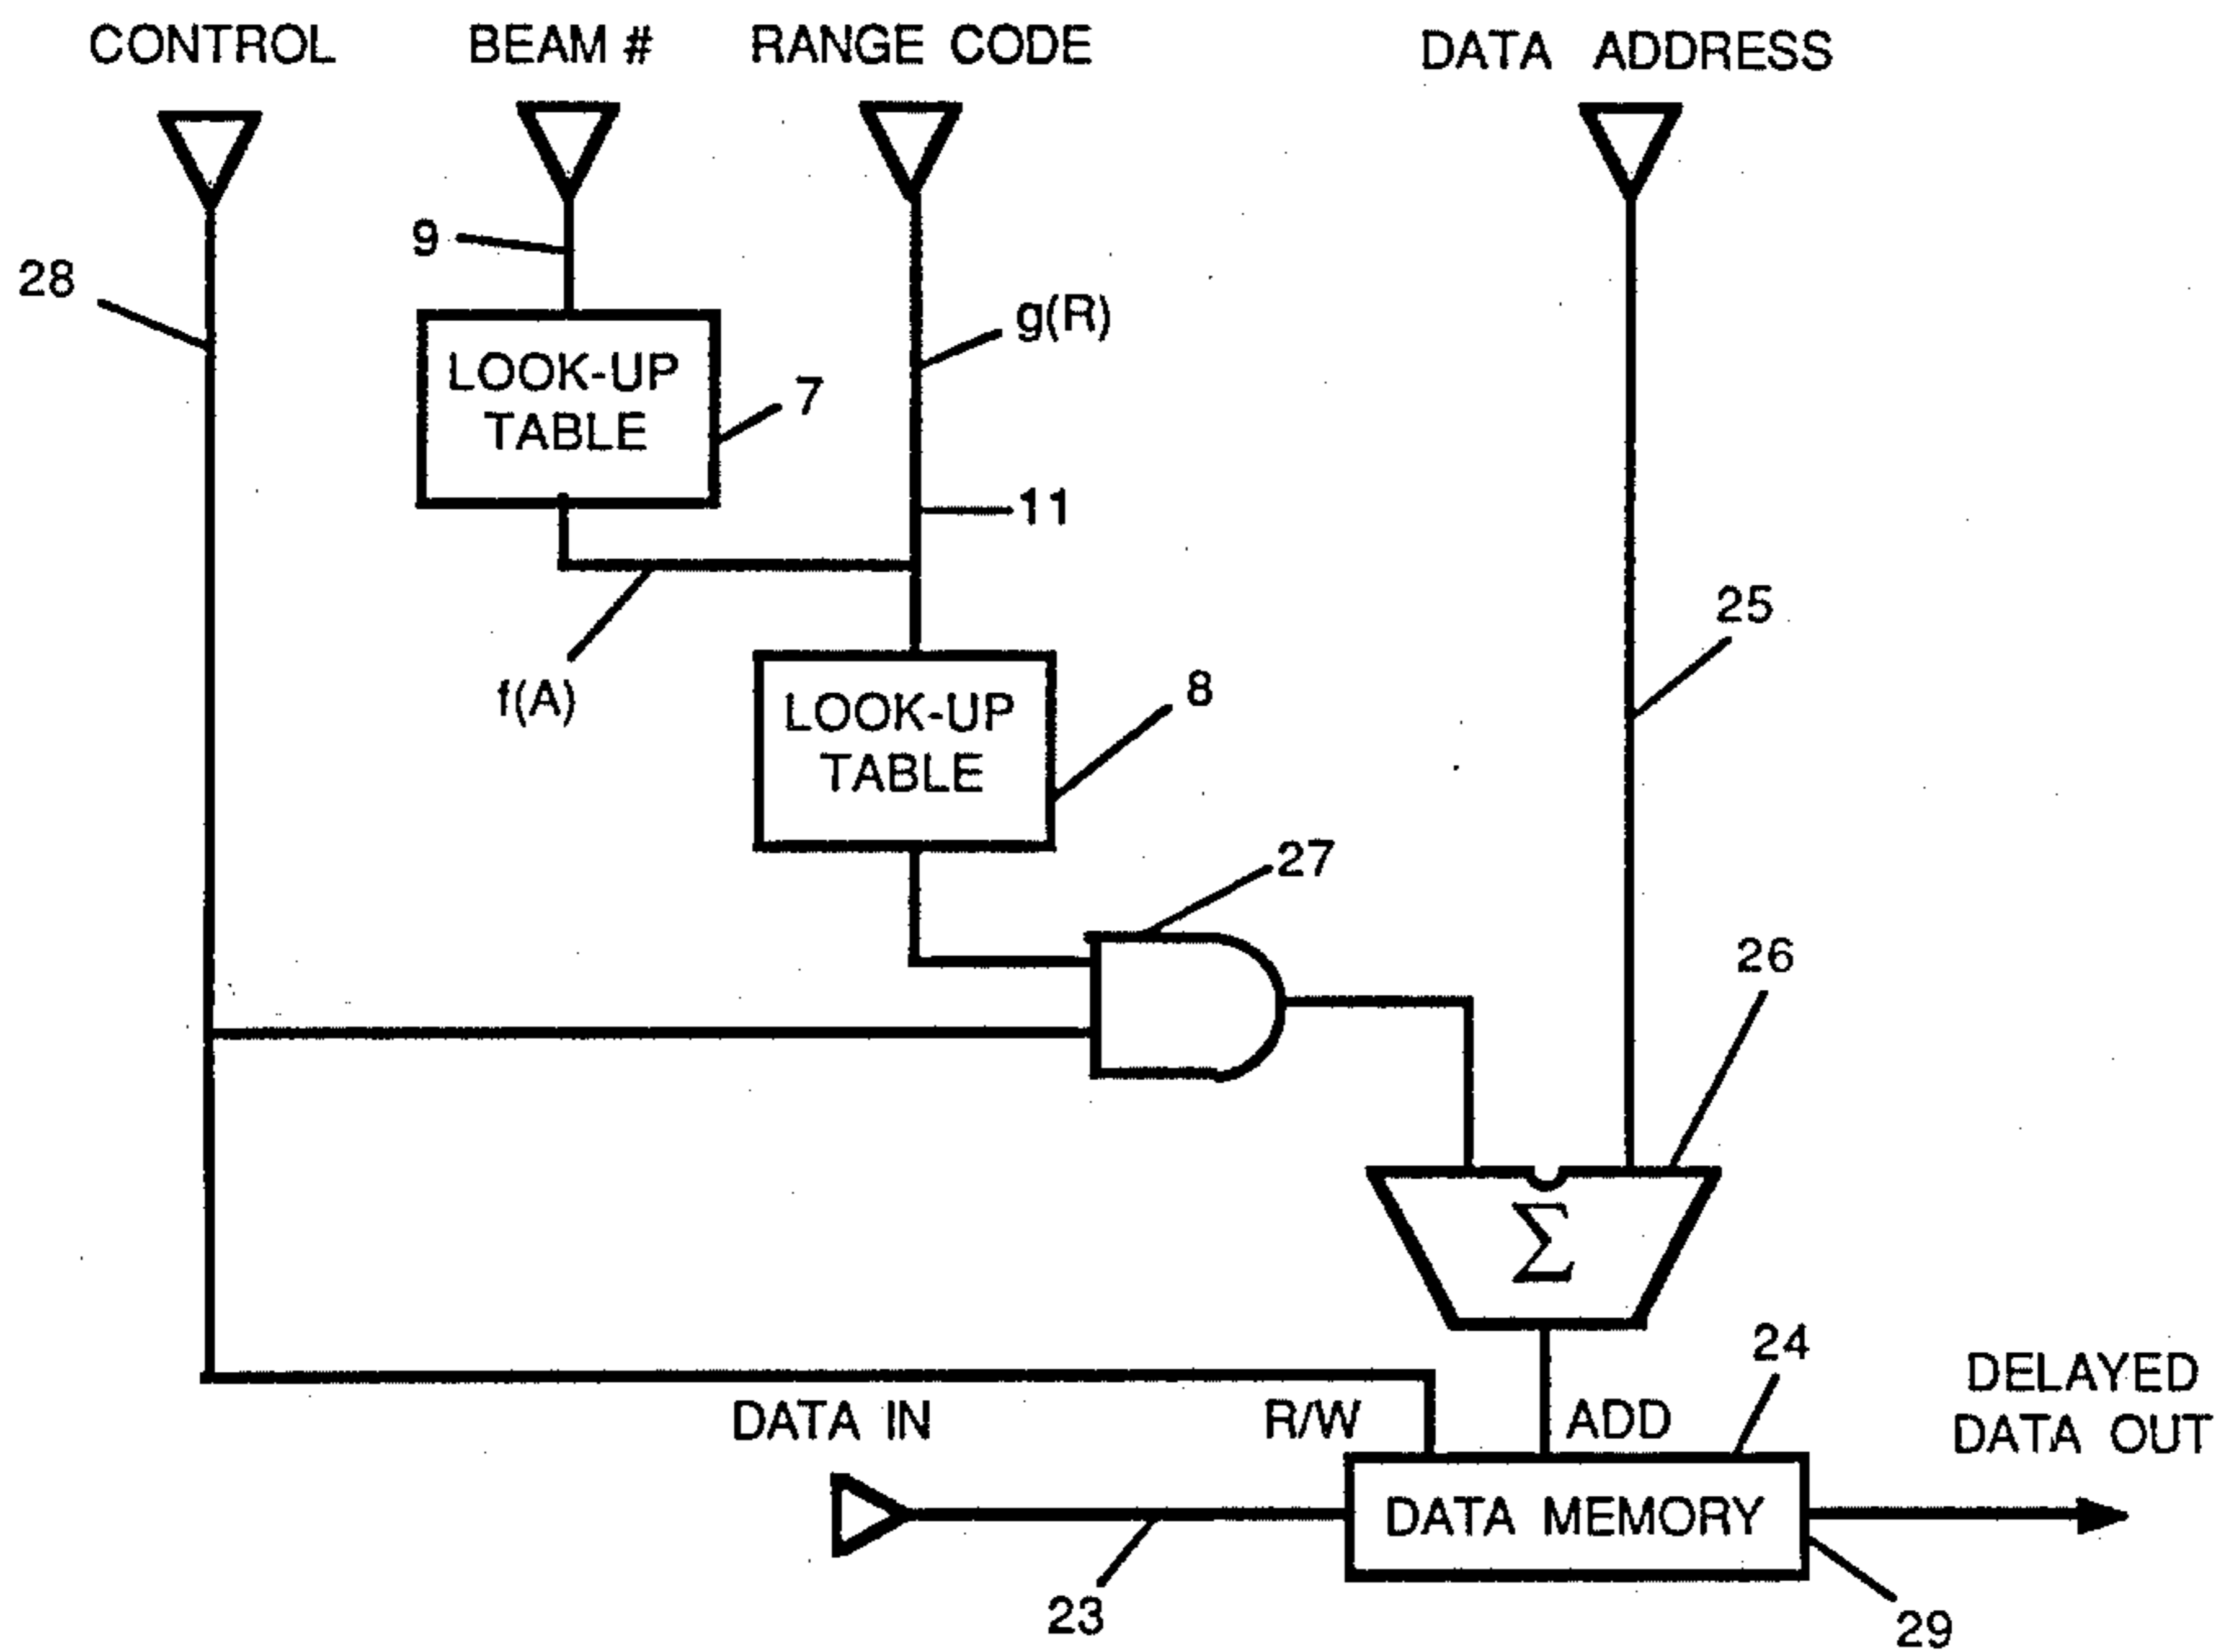 CONTROL
BEAM #
RANGE CODE
DATA ADDRESS
9
28
g(R)
LOOK-UP
TABLE
7
11
25
f(A)
LOOK-UP
TABLE
8
27
26
Σ
24
DELAYED
DATA OUT
DATA IN
R/W
ADD
DATA MEMORY
23
29